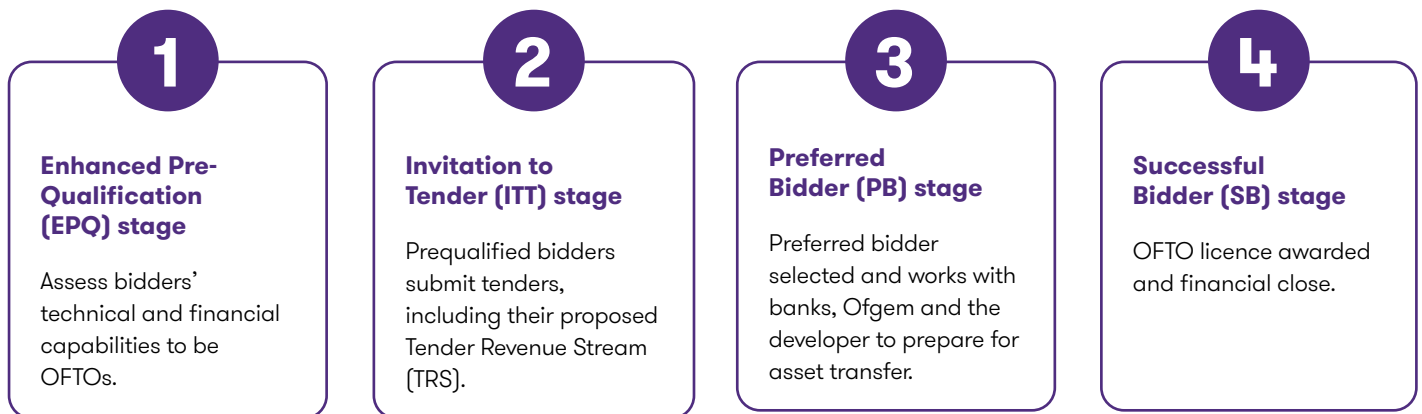 1
Enhanced Pre-
Qualification
(EPQ) stage
Assess bidders’
technical and financial
capabilities to be
OFTOs.
2
Invitation to
Tender (ITT) stage
Prequalified bidders
submit tenders,
including their proposed
Tender Revenue Stream
(TRS).
3
Preferred
Bidder (PB) stage
Preferred bidder
selected and works with
banks, Ofgem and the
developer to prepare for
asset transfer.
4
Successful
Bidder (SB) stage
OFTO licence awarded
and financial close.